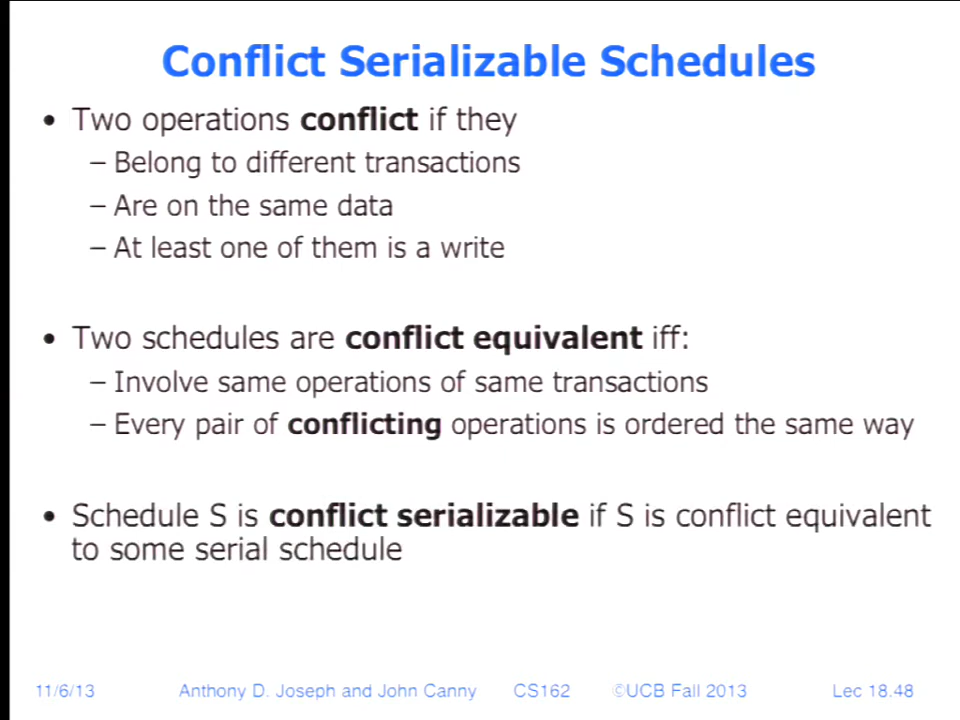 Conflict Serializable Schedules
• Two operations conflict if they
– Belong to different transactions
– Are on the same data
– At least one of them is a write
• Two schedules are conflict equivalent iff:
– Involve same operations of same transactions
– Every pair of conflicting operations is ordered the same way
• Schedule S is conflict serializable if S is conflict equivalent
to some serial schedule
11/6/13 Anthony D. Joseph and John Canny CS162 ©UCB Fall 2013 Lec 18.48